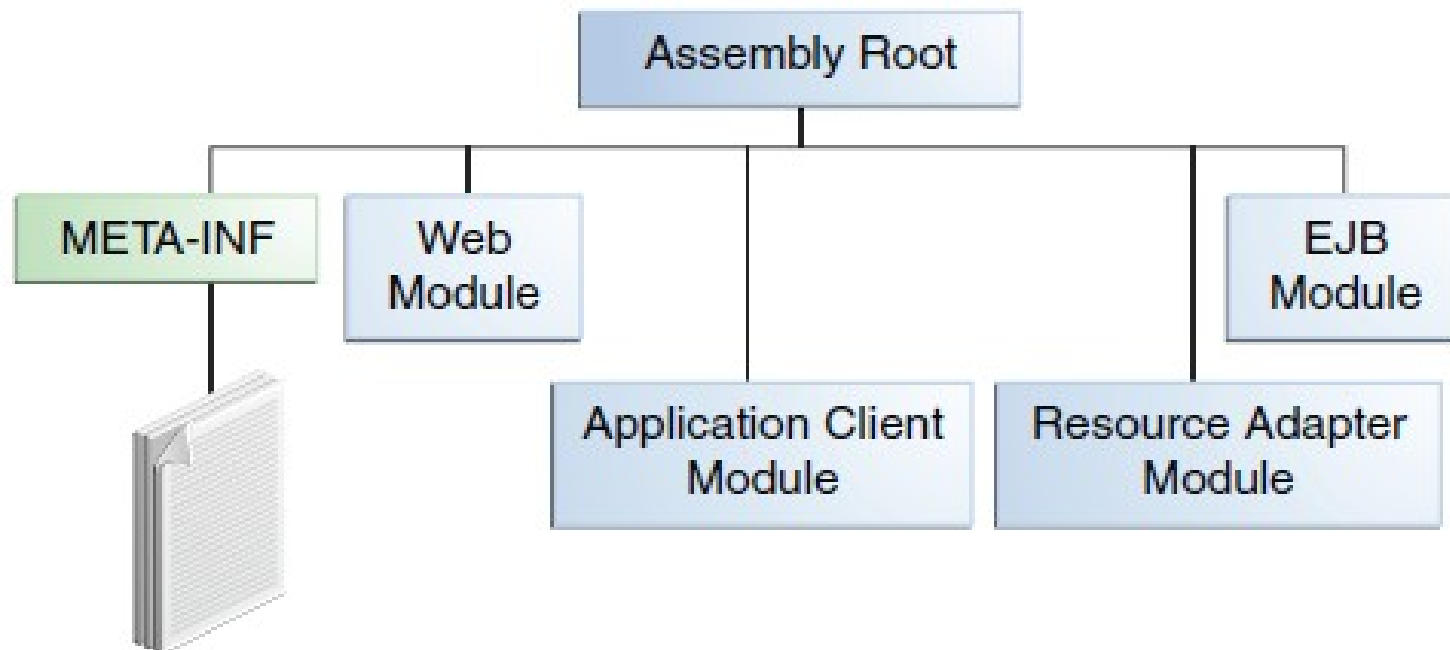 Assembly Root
META-INF
Web
Module
EJB
Module
Application Client
Module
Resource Adapter
Module